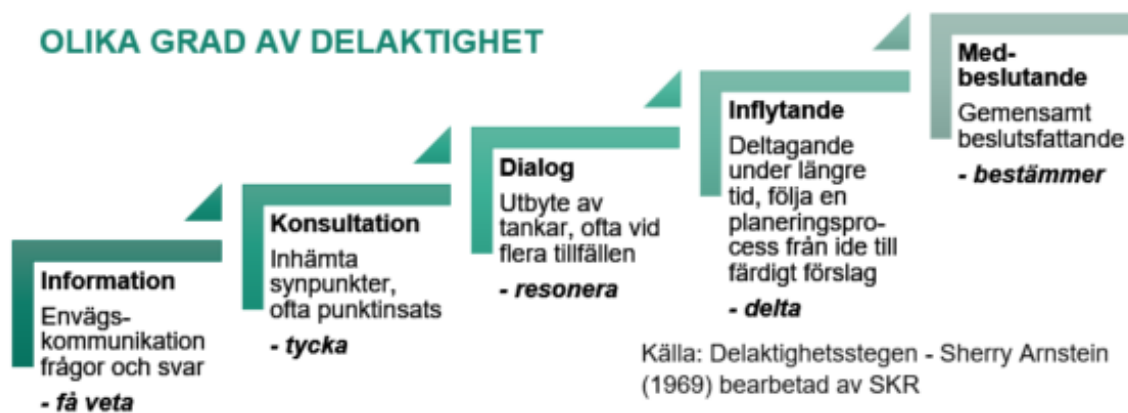 OLIKA GRAD AV DELAKTIGHET
Information
Envägs-
kommunikation
frågor och svar
- få veta
Konsultation
Inhämta
synpunkter,
ofta punktinsats
- tycka
Dialog
Utbyte av
tankar, ofta vid
flera tillfällen
- resonera
Inflytande
Deltagande
under längre
tid, följa en
planeringspro-
cess från ide till
färdigt förslag
- delta
Med-
beslutande
Gemensamt
beslutsfattande
- bestämmer
Källa: Delaktighetsstegen - Sherry Arnstein
(1969) bearbetad av SKR